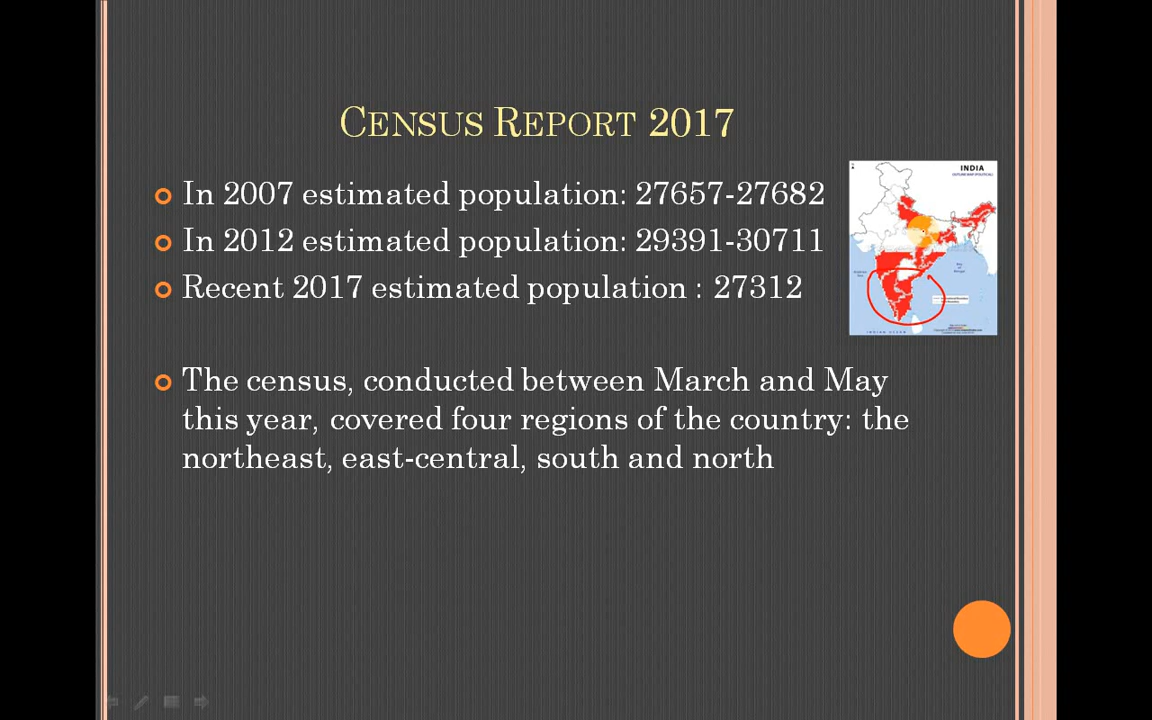 CENSUS REPORT 2017
In 2007 estimated population: 27657-27682
In 2012 estimated population: 29391-30711
Recent 2017 estimated population : 27312
INDIA
The census, conducted between March and May
this year, covered four regions of the country: the
northeast, east-central, south and north